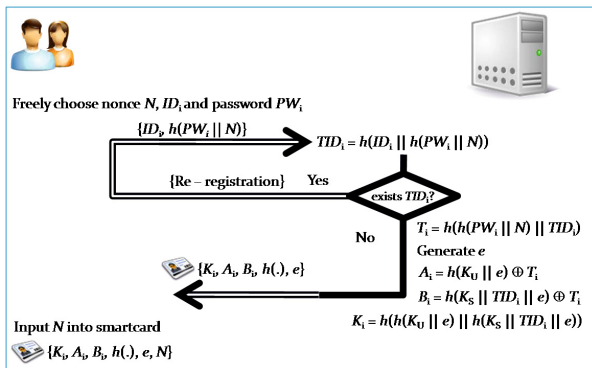 Freely choose nonce N, IDi and password PWi
{IDi, h(PWi || N)}
TIDi = h(IDi || h(PWi || N))
{Re – registration} Yes
exists TIDi?
No
Ti = h(h(PWi || N) || TIDi)
Generate e
Ai = h(KU || e) ⊕ Ti
{Ki, Ai, Bi, h(.), e}
Bi = h(KS || TIDi || e) ⊕ Ti
Ki = h(h(KU || e) || h(KS || TIDi || e))
Input N into smartcard
{Ki, Ai, Bi, h(.), e, N}